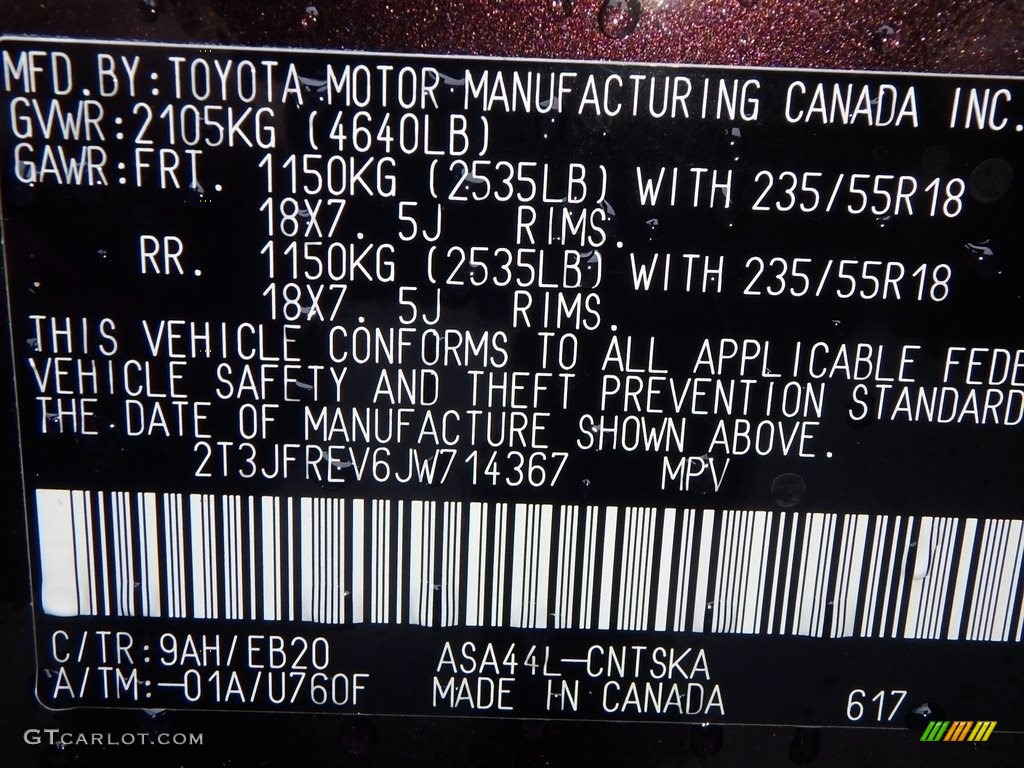 MFD.BY:TOYOTA MOTOR MANUFACTURING CANADA INC.
GVWR:2105KG (4640LB)
GAWR:FRT. 1150KG (2535LB) WITH 235/55R18
18X7. 5J RIMS.
RR. 1150KG (2535LB) WITH 235/55R18
18X7. 5J RIMS.
THIS VEHICLE CONFORMS TO ALL APPLICABLE FEDE
VEHICLE SAFETY AND THEFT PREVENTION STANDARD
THE DATE OF MANUFACTURE SHOWN ABOVE.
2T3JFREV6JW714367 MPV
C/TR:9AH/EB20 ASA44L-CNTSKA
A/TM:-01A/U760F MADE IN CANADA 617
GTCARLOT.COM